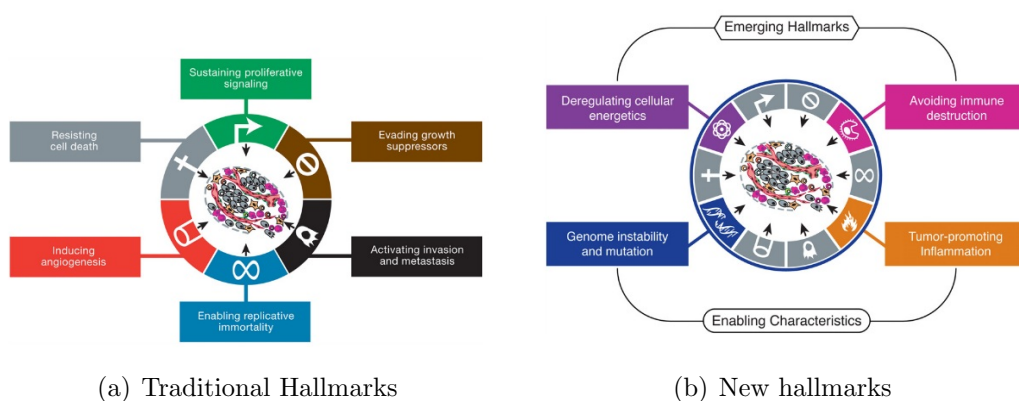 Sustaining proliferative
signaling
Resisting
cell death
Evading growth
suppressors
Inducing
angiogenesis
Activating invasion
and metastasis
Enabling replicative
immortality
(a) Traditional Hallmarks
Emerging Hallmarks
Deregulating cellular
energetics
Avoiding immune
destruction
Genome instability
and mutation
Tumor-promoting
Inflammation
Enabling Characteristics
(b) New hallmarks